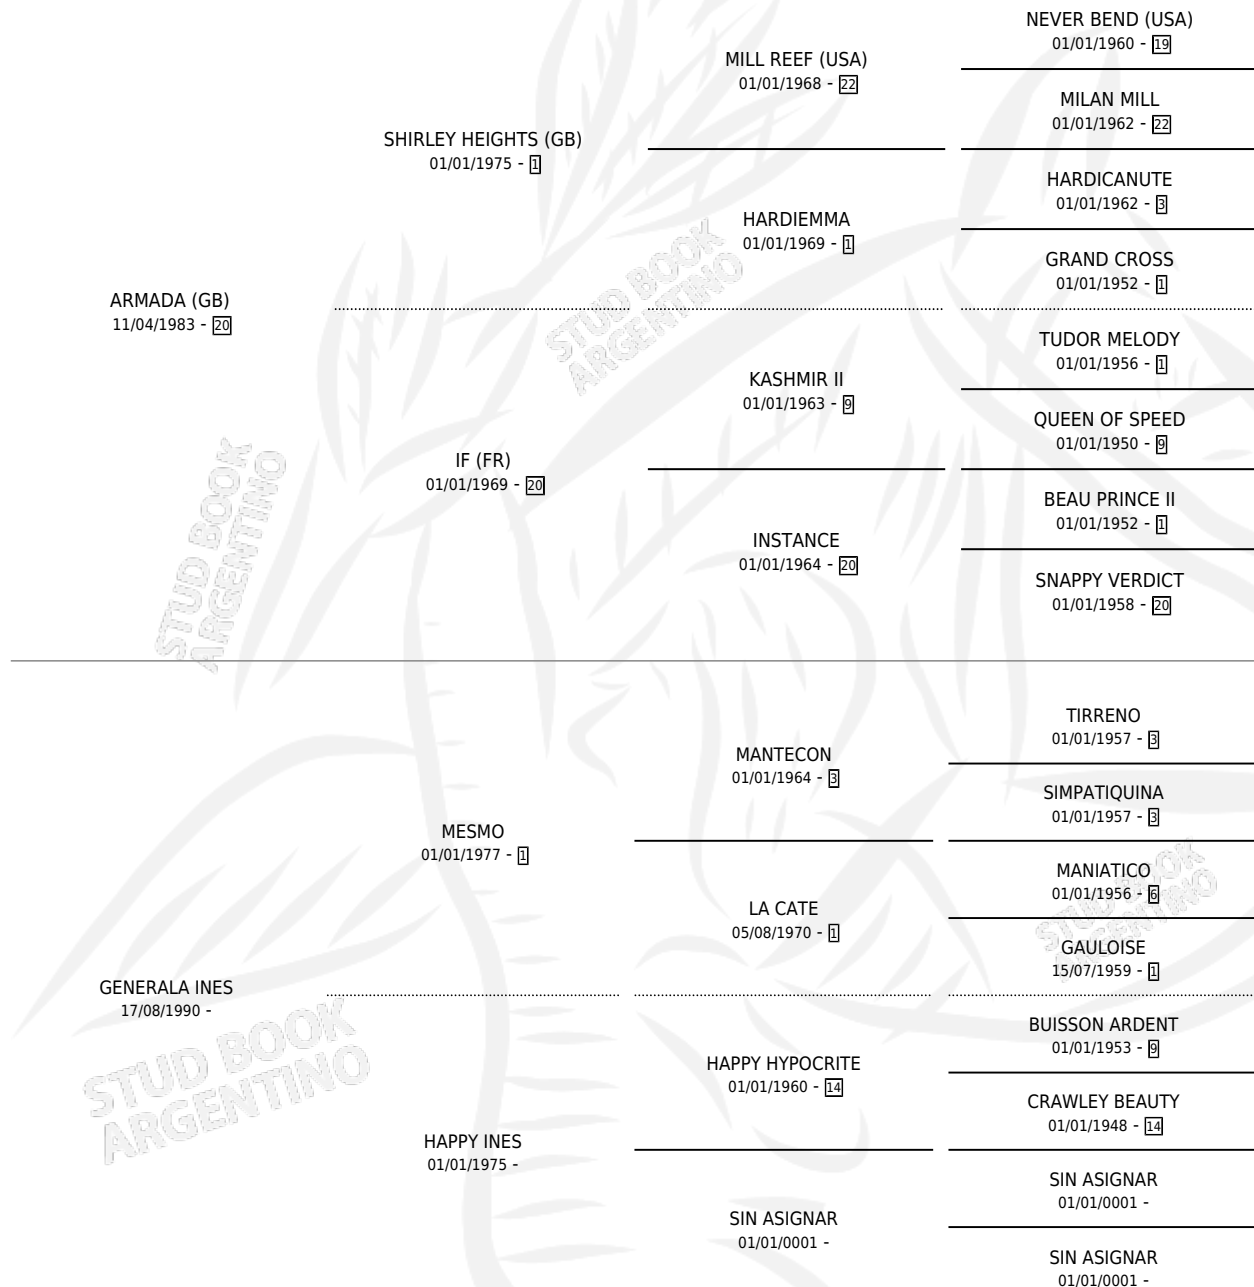 NEVER BEND (USA)
01/01/1960 - 19
MILL REEF (USA)
01/01/1968 - 22
MILAN MILL
01/01/1962 - 22
SHIRLEY HEIGHTS (GB)
01/01/1975 - 1
HARDICANUTE
01/01/1962 - 3
HARDIEMMA
01/01/1969 - 1
GRAND CROSS
01/01/1952 - 1
ARMADA (GB)
11/04/1983 - 20
TUDOR MELODY
01/01/1956 - 1
KASHMIR II
01/01/1963 - 9
QUEEN OF SPEED
01/01/1950 - 9
IF (FR)
01/01/1969 - 20
BEAU PRINCE II
01/01/1952 - 1
INSTANCE
01/01/1964 - 20
SNAPPY VERDICT
01/01/1958 - 20
TIRRENO
01/01/1957 - 3
MANTECON
01/01/1964 - 3
SIMPATIQUINA
01/01/1957 - 3
MESMO
01/01/1977 - 1
MANIATICO
01/01/1956 - 6
LA CATE
05/08/1970 - 1
GAULOISE
15/07/1959 - 1
GENERALA INES
17/08/1990 -
BUISSON ARDENT
01/01/1953 - 9
HAPPY HYPOCRITE
01/01/1960 - 14
CRAWLEY BEAUTY
01/01/1948 - 14
HAPPY INES
01/01/1975 -
SIN ASIGNAR
01/01/0001 -
SIN ASIGNAR
01/01/0001 -
SIN ASIGNAR
01/01/0001 -
STUD BOOK
ARGENTINO
STUD BOOK
ARGENTINO
STUD BOOK
ARGENTINO
STUD BOOK
ARGENTINO